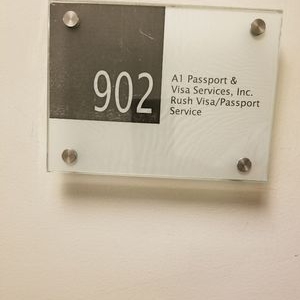 902
A1 Passport &
Visa Services, Inc.
Rush Visa/Passport
Service